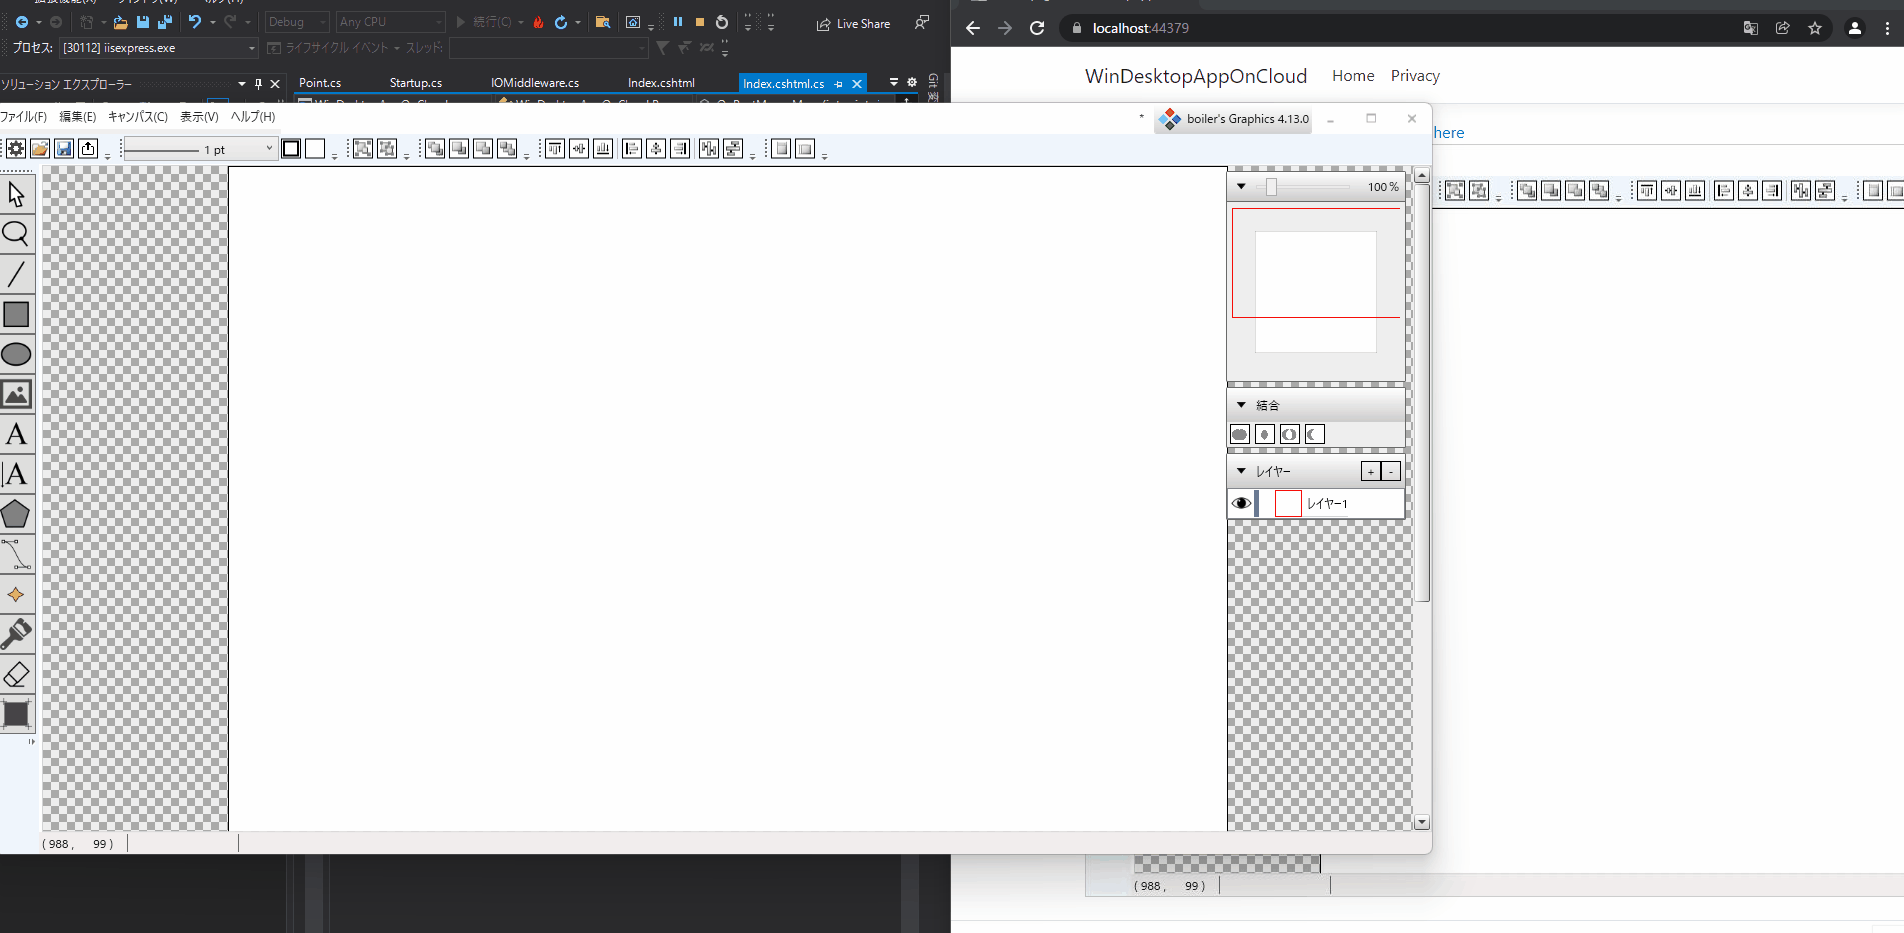 Debug
Any CPU
続行(C)
Live Share
プロセス:
[30112] iisexpress.exe
ライフサイクル イベント
スレッド:
ソリューション エクスプローラー
Point.cs
Startup.cs
IOMiddleware.cs
Index.cshtml
Index.cshtml.cs
localhost:44379
WinDesktopAppOnCloud
Home
Privacy
here
ファイル(F)
編集(E)
キャンバス(C)
表示(V)
ヘルプ(H)
*
boiler's Graphics 4.13.0
1 pt
100 %
結合
レイヤー
+
-
レイヤー1
A
A
( 988 , 99 )
( 988 , 99 )